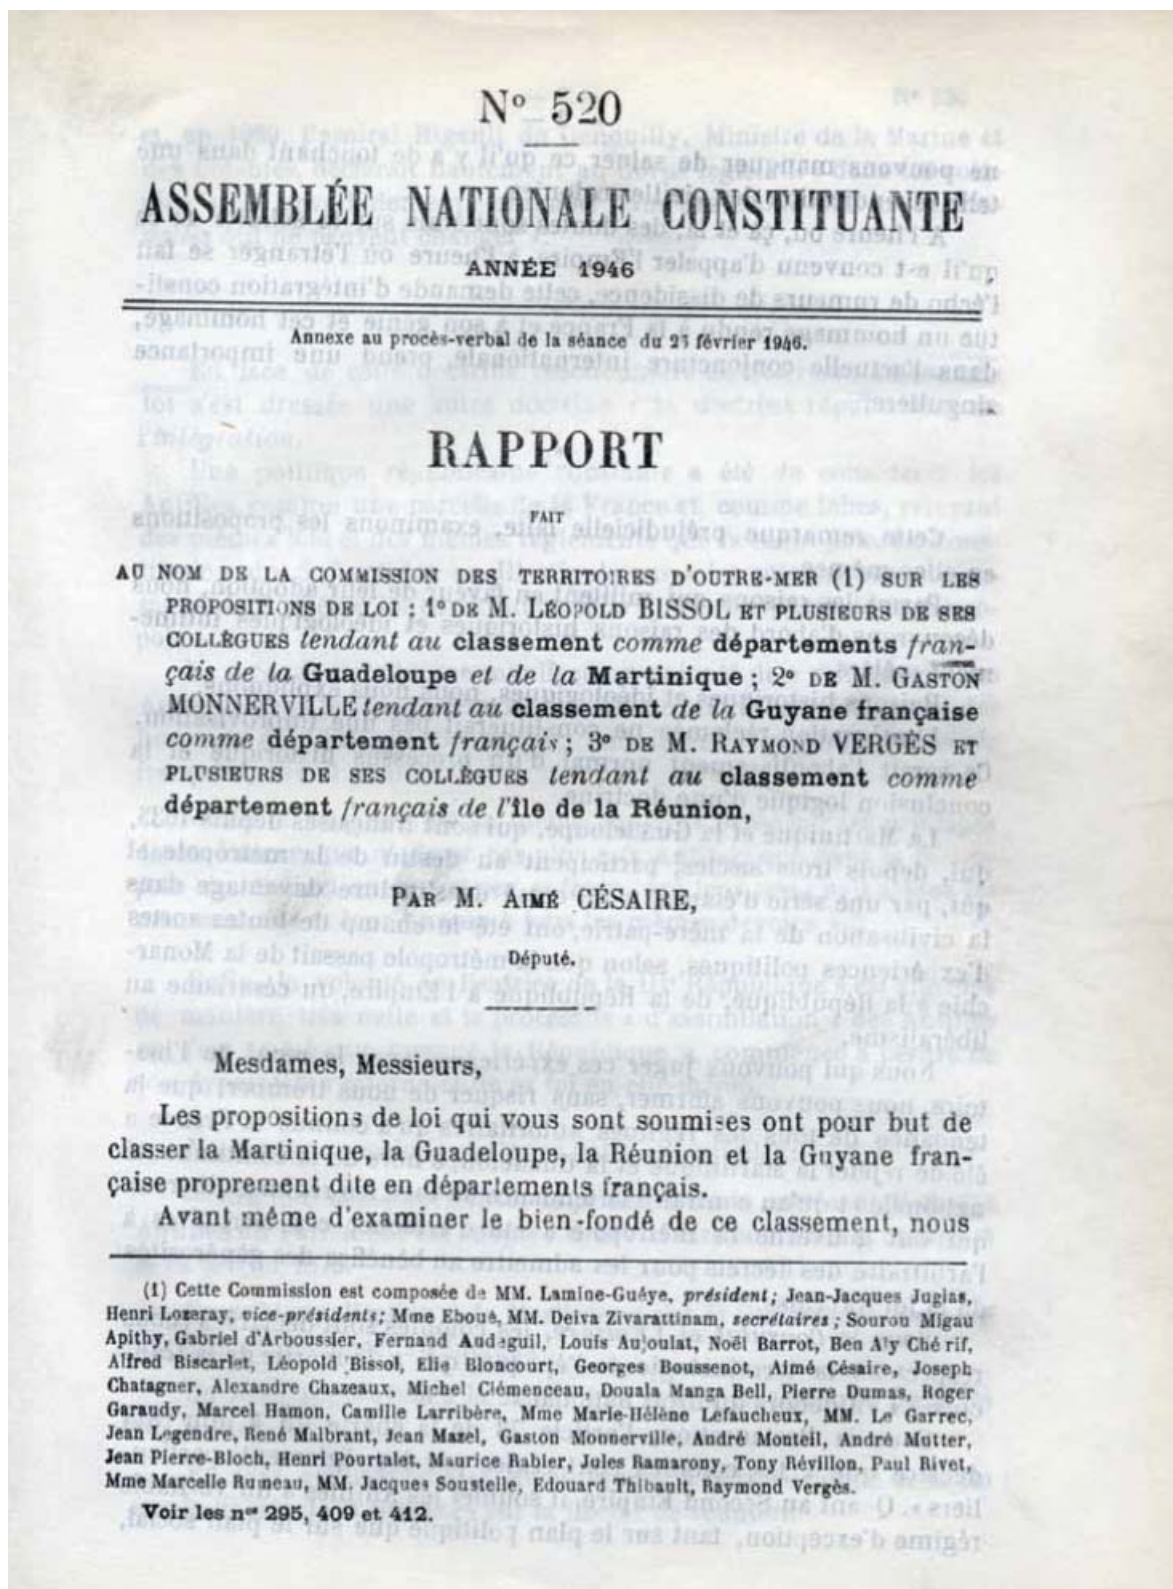 N° 520
ASSEMBLÉE NATIONALE CONSTITUANTE
ANNÉE 1946
Annexe au procès-verbal de la séance du février 1946.
RAPPORT
FAIT
AU NOM DE LA COMMISSION DES TERRITOIRES D'OUTRE-MER (1) SUR LES
PROPOSITIONS DE LOI : 1° DE M. LÉOPOLD BISSOL ET PLUSIEURS DE SES
COLLÈGUES tendant au classement comme départements fran-
çais de la Guadeloupe et de la Martinique ; 2° DE M. GASTON
MONNERVILLE tendant au classement de la Guyane française
comme département français ; 3° DE M. RAYMOND VERGÈS ET
PLUSIEURS DE SES COLLÈGUES tendant au classement comme
département français de l'île de la Réunion,
PAR M. AIMÉ CÉSAIRE,
Député.
Mesdames, Messieurs,
Les propositions de loi qui vous sont soumises ont pour but de
classer la Martinique, la Guadeloupe, la Réunion et la Guyane fran-
çaise proprement dite en départements français.
Avant même d'examiner le bien-fondé de ce classement, nous
(1) Cette Commission est composée de MM. Lamine-Guèye, président ; Jean-Jacques Juglas,
Henri Lozeray, vice-présidents ; Mme Eboué, MM. Deiva Zivarattinam, secrétaires ; Sourou Migau
Apithy, Gabriel d'Arboussier, Fernand Audeguil, Louis Aujoulat, Noël Barrot, Ben Aly Chérif,
Alfred Biscarlet, Léopold Bissol, Elie Bloncourt, Georges Boussenot, Aimé Césaire, Joseph
Chatagner, Alexandre Chazeaux, Michel Clémenceau, Douala Manga Bell, Pierre Dumas, Roger
Garaudy, Marcel Hamon, Camille Larribère, Mme Marie-Hélène Lefaucheux, MM. Le Garrec,
Jean Legendre, René Malbrant, Jean Mazel, Gaston Monnerville, André Monteil, André Mutter,
Jean Pierre-Bloch, Henri Pourtalet, Maurice Rabier, Jules Ramarony, Tony Révillon, Paul Rivet,
Mme Marcelle Rumeau, MM. Jacques Soustelle, Edouard Thibault, Raymond Vergès.
Voir les nos 295, 409 et 412.